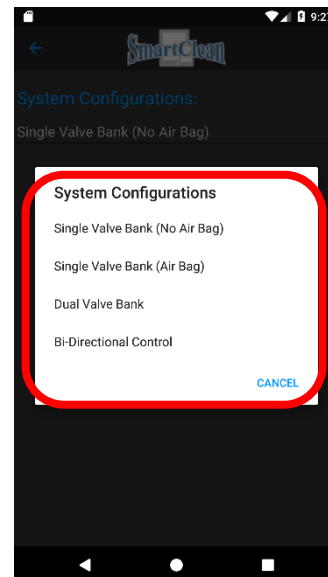 9:27
SmartClean
System Configurations:
Single Valve Bank (No Air Bag)
System Configurations
Single Valve Bank (No Air Bag)
Single Valve Bank (Air Bag)
Dual Valve Bank
Bi-Directional Control
CANCEL